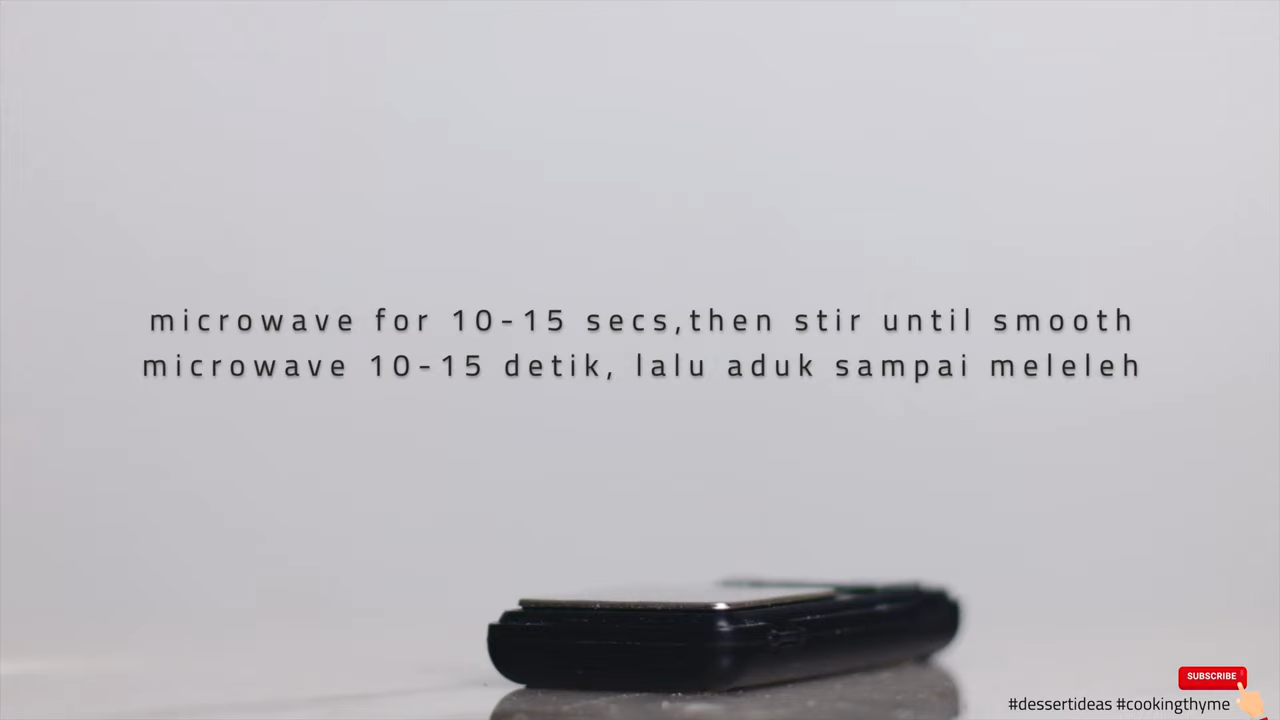 microwave for 10-15 secs,then stir until smooth
microwave 10-15 detik, lalu aduk sampai meleleh
SUBSCRIBE
#dessertideas #cookingthyme